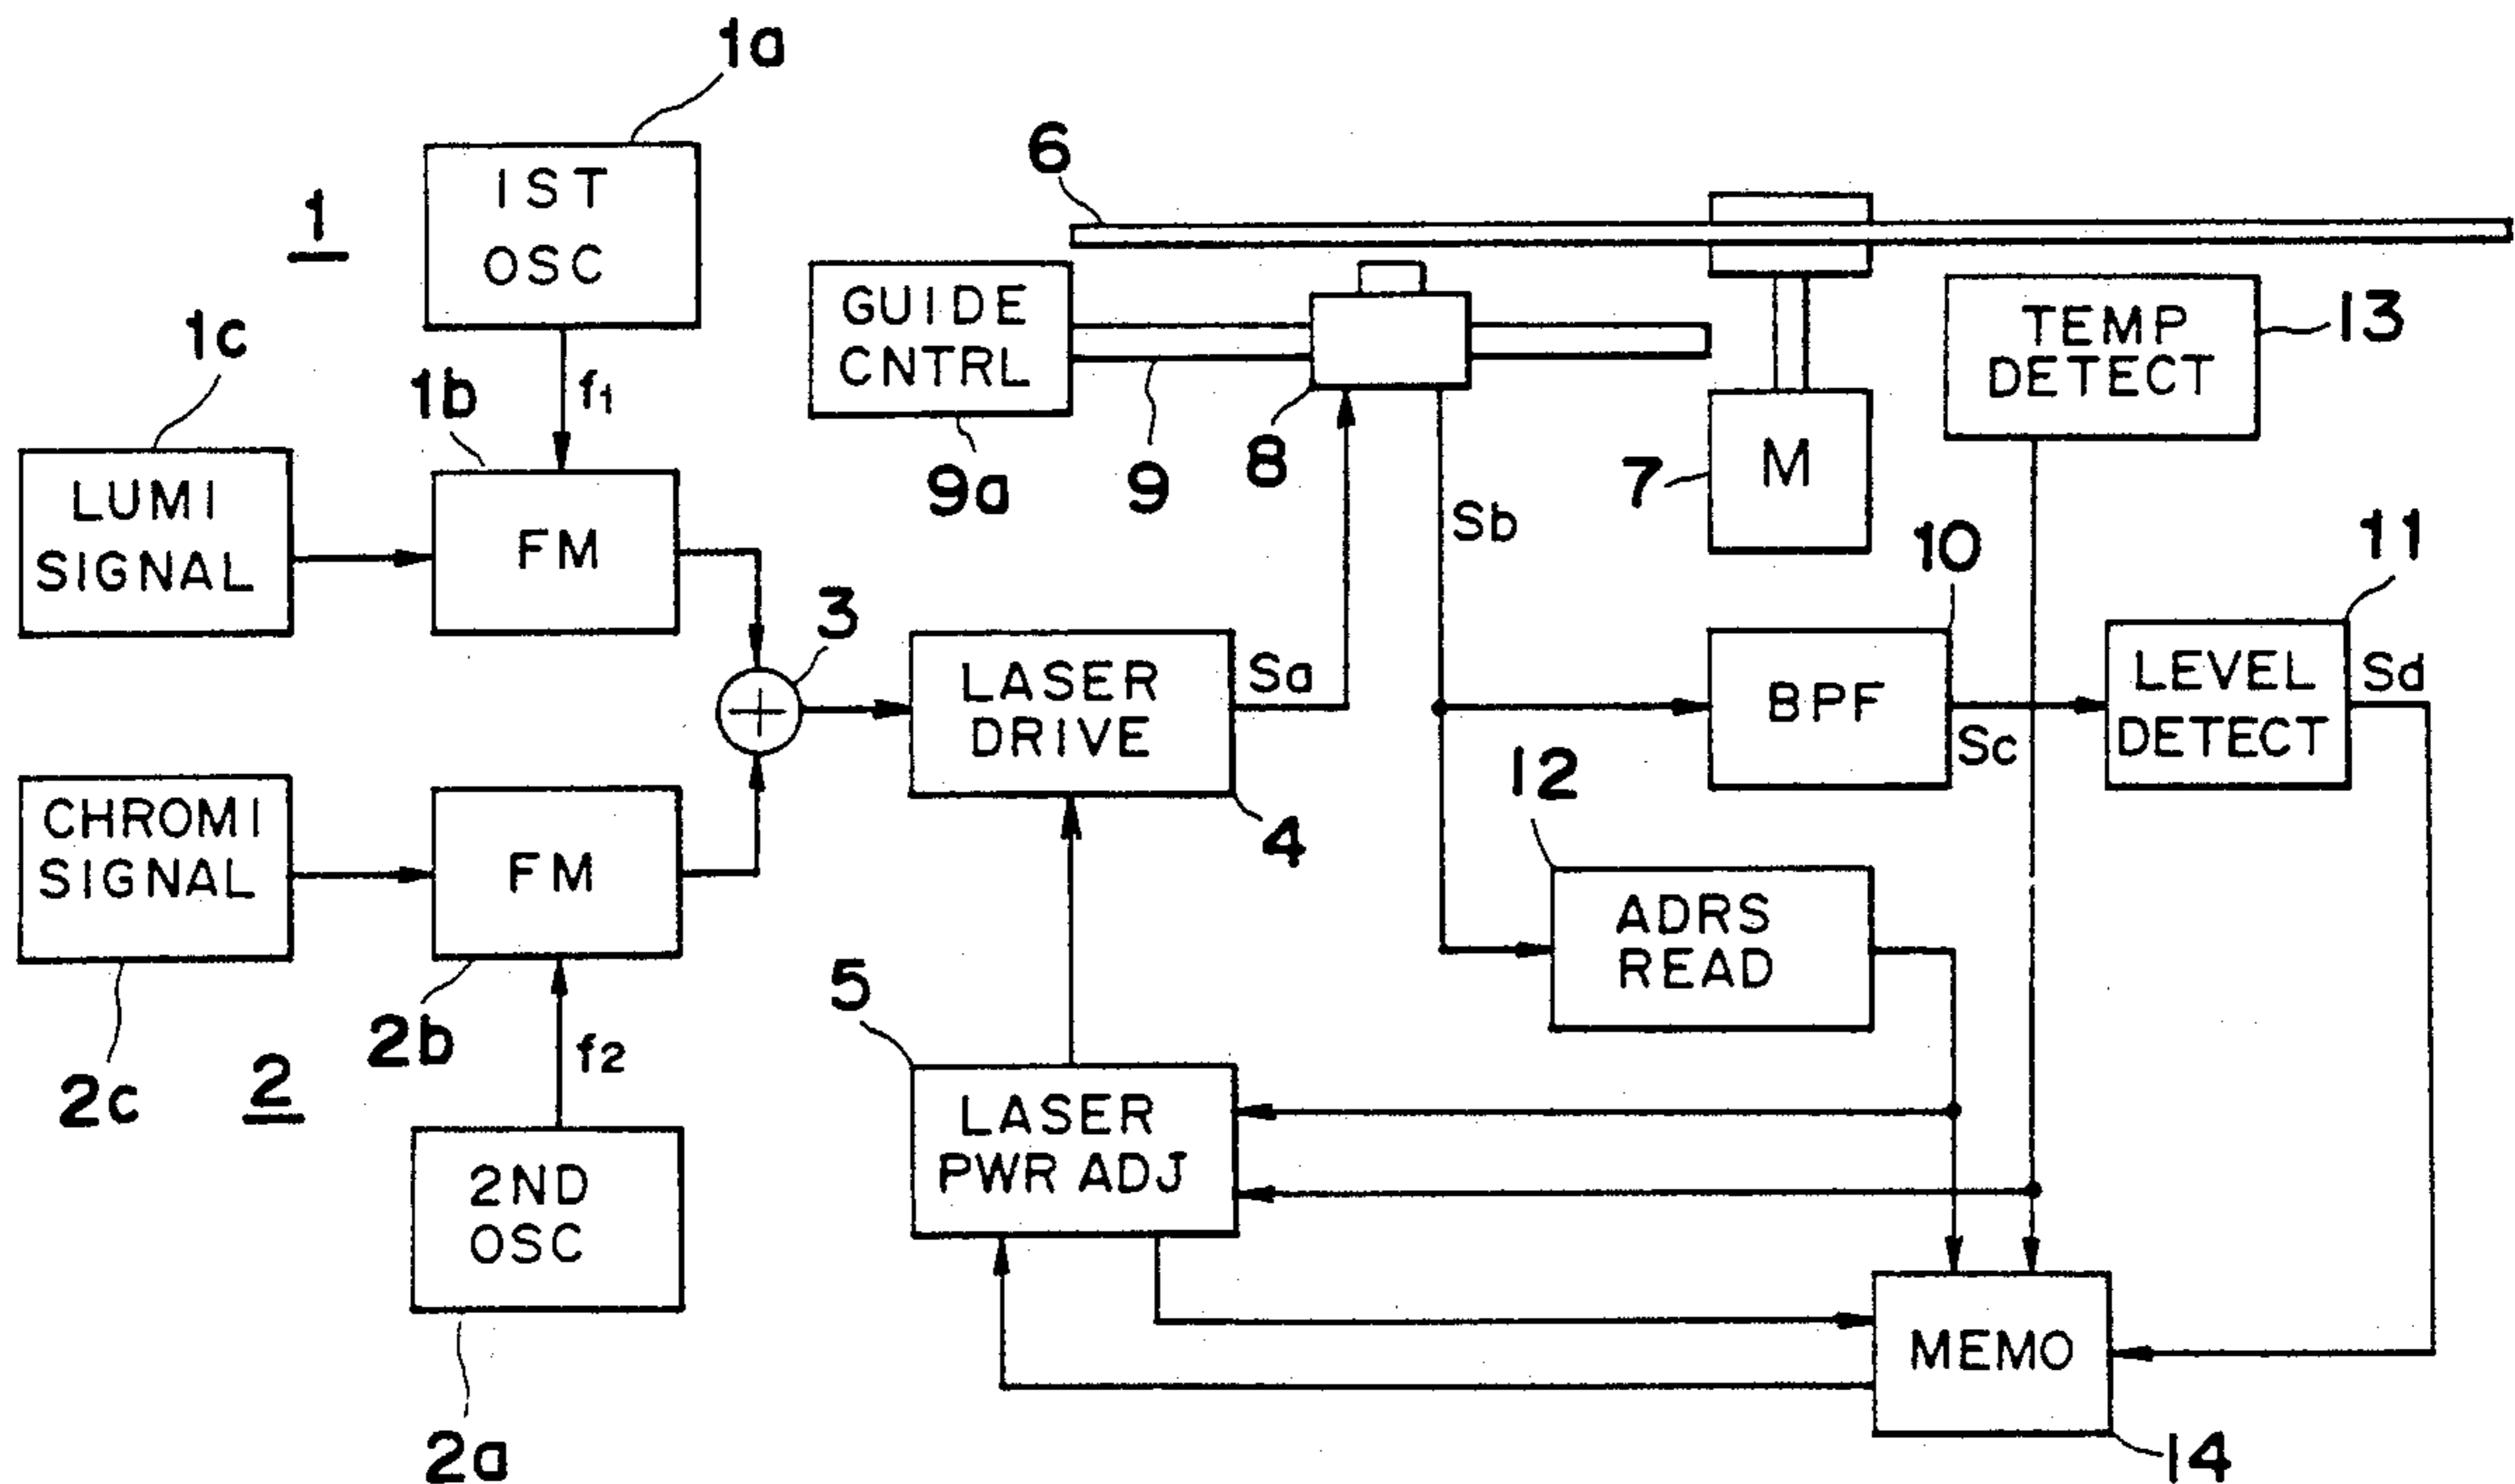 1a
1ST
OSC
1
6
1c
GUIDE
CNTRL
TEMP
DETECT
13
1b
f1
LUMI
SIGNAL
FM
9a
9
8
7
M
Sb
10
11
3
LASER
DRIVE
Sa
BPF
Sc
LEVEL
DETECT
Sd
12
4
CHROMI
SIGNAL
FM
ADRS
READ
2c
2
2b
f2
5
LASER
PWR ADJ
2ND
OSC
2a
MEMO
14